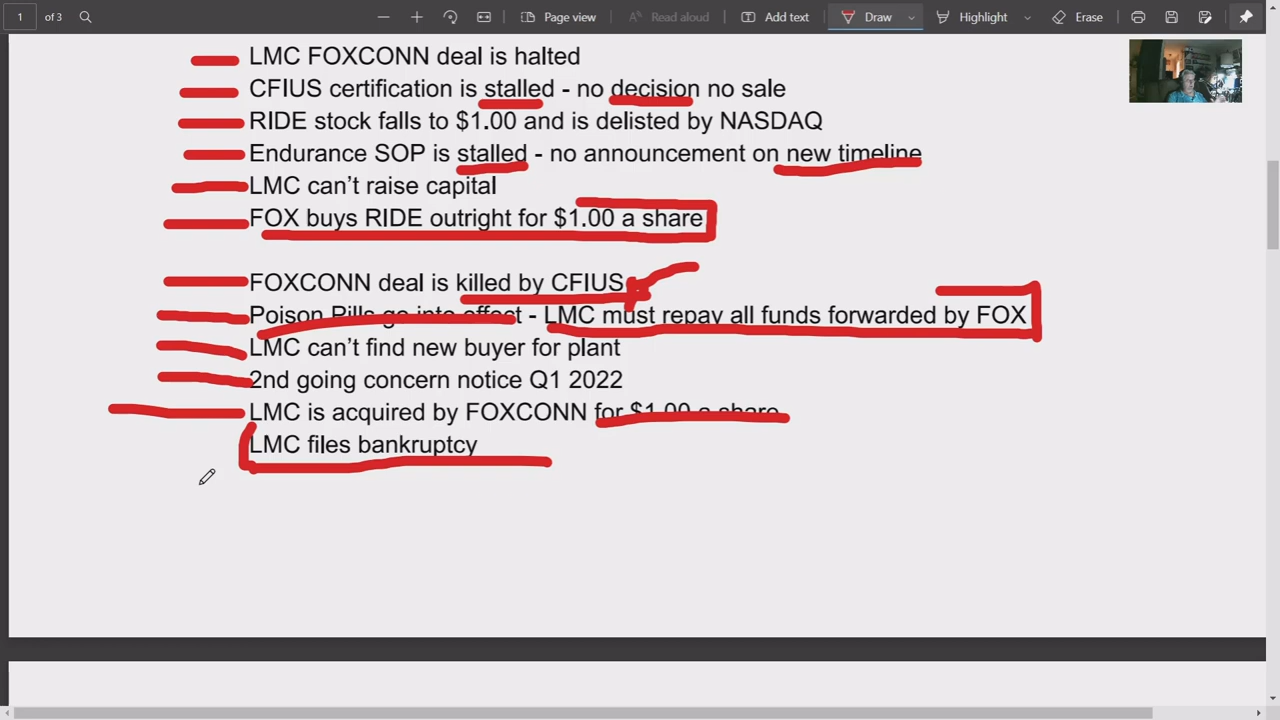 1 of 3 Page view Read aloud Add text Draw Highlight Erase
LMC FOXCONN deal is halted
CFIUS certification is stalled - no decision no sale
RIDE stock falls to $1.00 and is delisted by NASDAQ
Endurance SOP is stalled - no announcement on new timeline
LMC can’t raise capital
FOX buys RIDE outright for $1.00 a share
FOXCONN deal is killed by CFIUS
Poison Pills go into effect - LMC must repay all funds forwarded by FOX
LMC can’t find new buyer for plant
2nd going concern notice Q1 2022
LMC is acquired by FOXCONN for $1.00 a share
LMC files bankruptcy